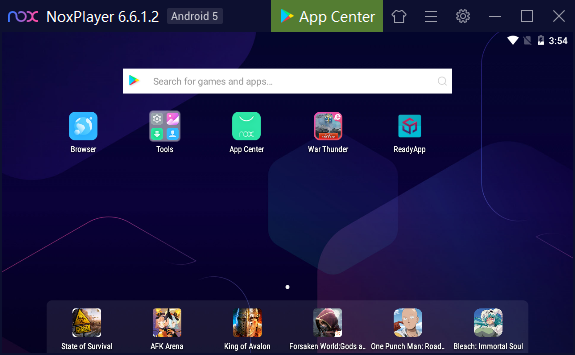 nox NoxPlayer 6.6.1.2 Android 5 App Center
3:54
Search for games and apps...
Browser Tools App Center War Thunder ReadyApp
State of Survival AFK Arena King of Avalon Forsaken World:Gods a.. One Punch Man: Road.. Bleach: Immortal Soul